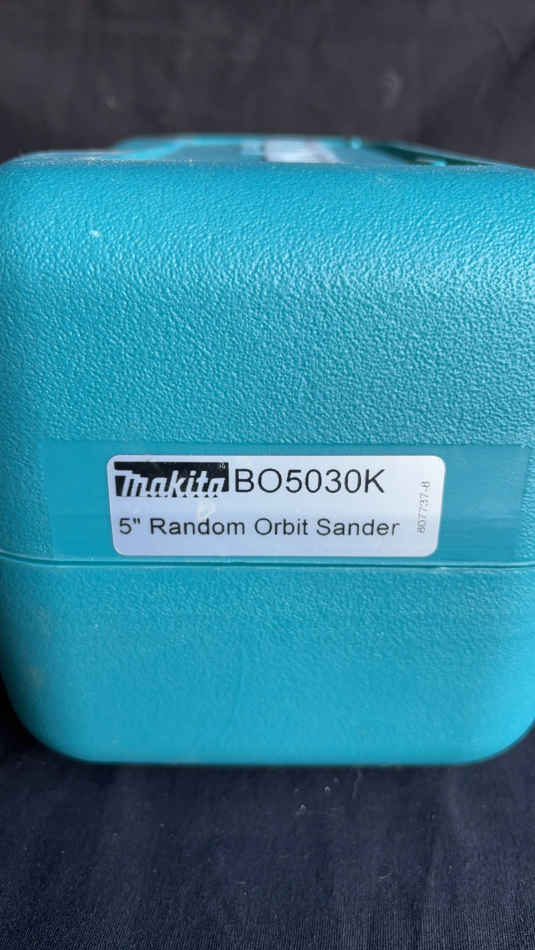 Makita BO5030K
5" Random Orbit Sander
807737-8